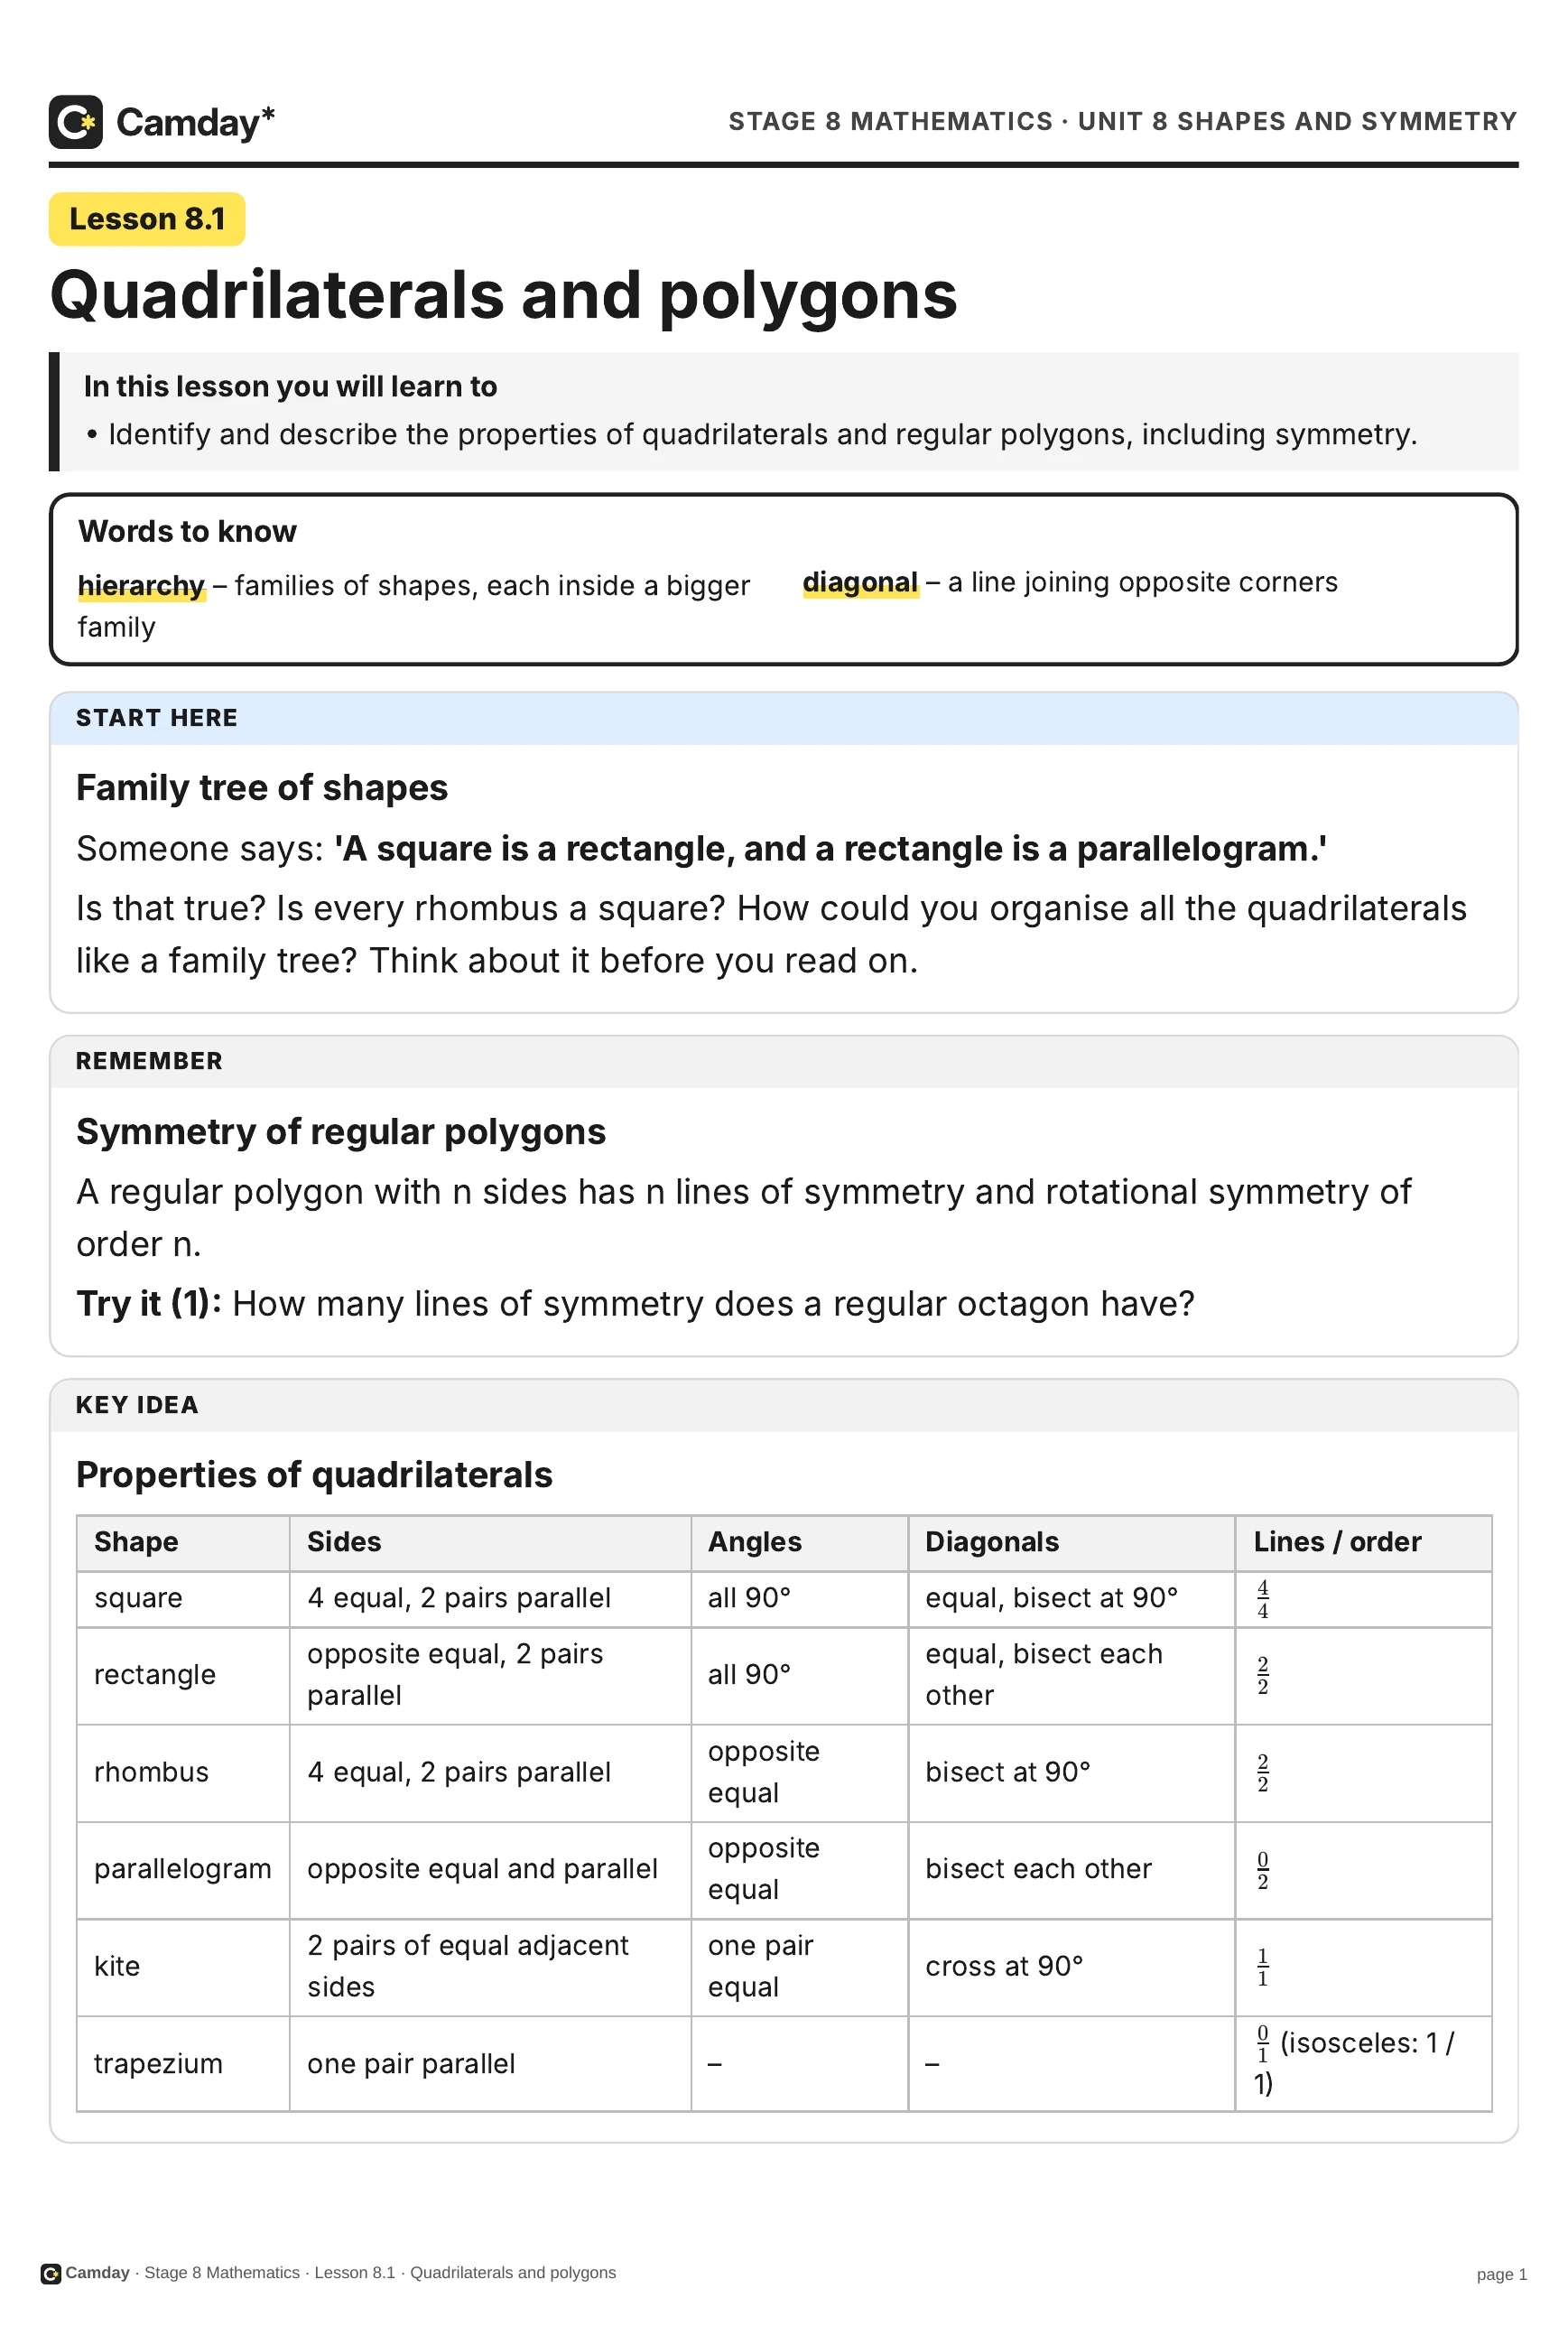 Camday*
STAGE 8 MATHEMATICS · UNIT 8 SHAPES AND SYMMETRY
Lesson 8.1
Quadrilaterals and polygons
In this lesson you will learn to
• Identify and describe the properties of quadrilaterals and regular polygons, including symmetry.
Words to know
hierarchy – families of shapes, each inside a bigger
family
diagonal – a line joining opposite corners
START HERE
Family tree of shapes
Someone says: 'A square is a rectangle, and a rectangle is a parallelogram.'
Is that true? Is every rhombus a square? How could you organise all the quadrilaterals
like a family tree? Think about it before you read on.
REMEMBER
Symmetry of regular polygons
A regular polygon with n sides has n lines of symmetry and rotational symmetry of
order n.
Try it (1): How many lines of symmetry does a regular octagon have?
KEY IDEA
Properties of quadrilaterals
Shape Sides Angles Diagonals Lines / order
square 4 equal, 2 pairs parallel all 90° equal, bisect at 90° 4/4
rectangle opposite equal, 2 pairs parallel all 90° equal, bisect each other 2/2
rhombus 4 equal, 2 pairs parallel opposite equal bisect at 90° 2/2
parallelogram opposite equal and parallel opposite equal bisect each other 0/2
kite 2 pairs of equal adjacent sides one pair equal cross at 90° 1/1
trapezium one pair parallel – – 0/1 (isosceles: 1 / 1)
Camday · Stage 8 Mathematics · Lesson 8.1 · Quadrilaterals and polygons
page 1